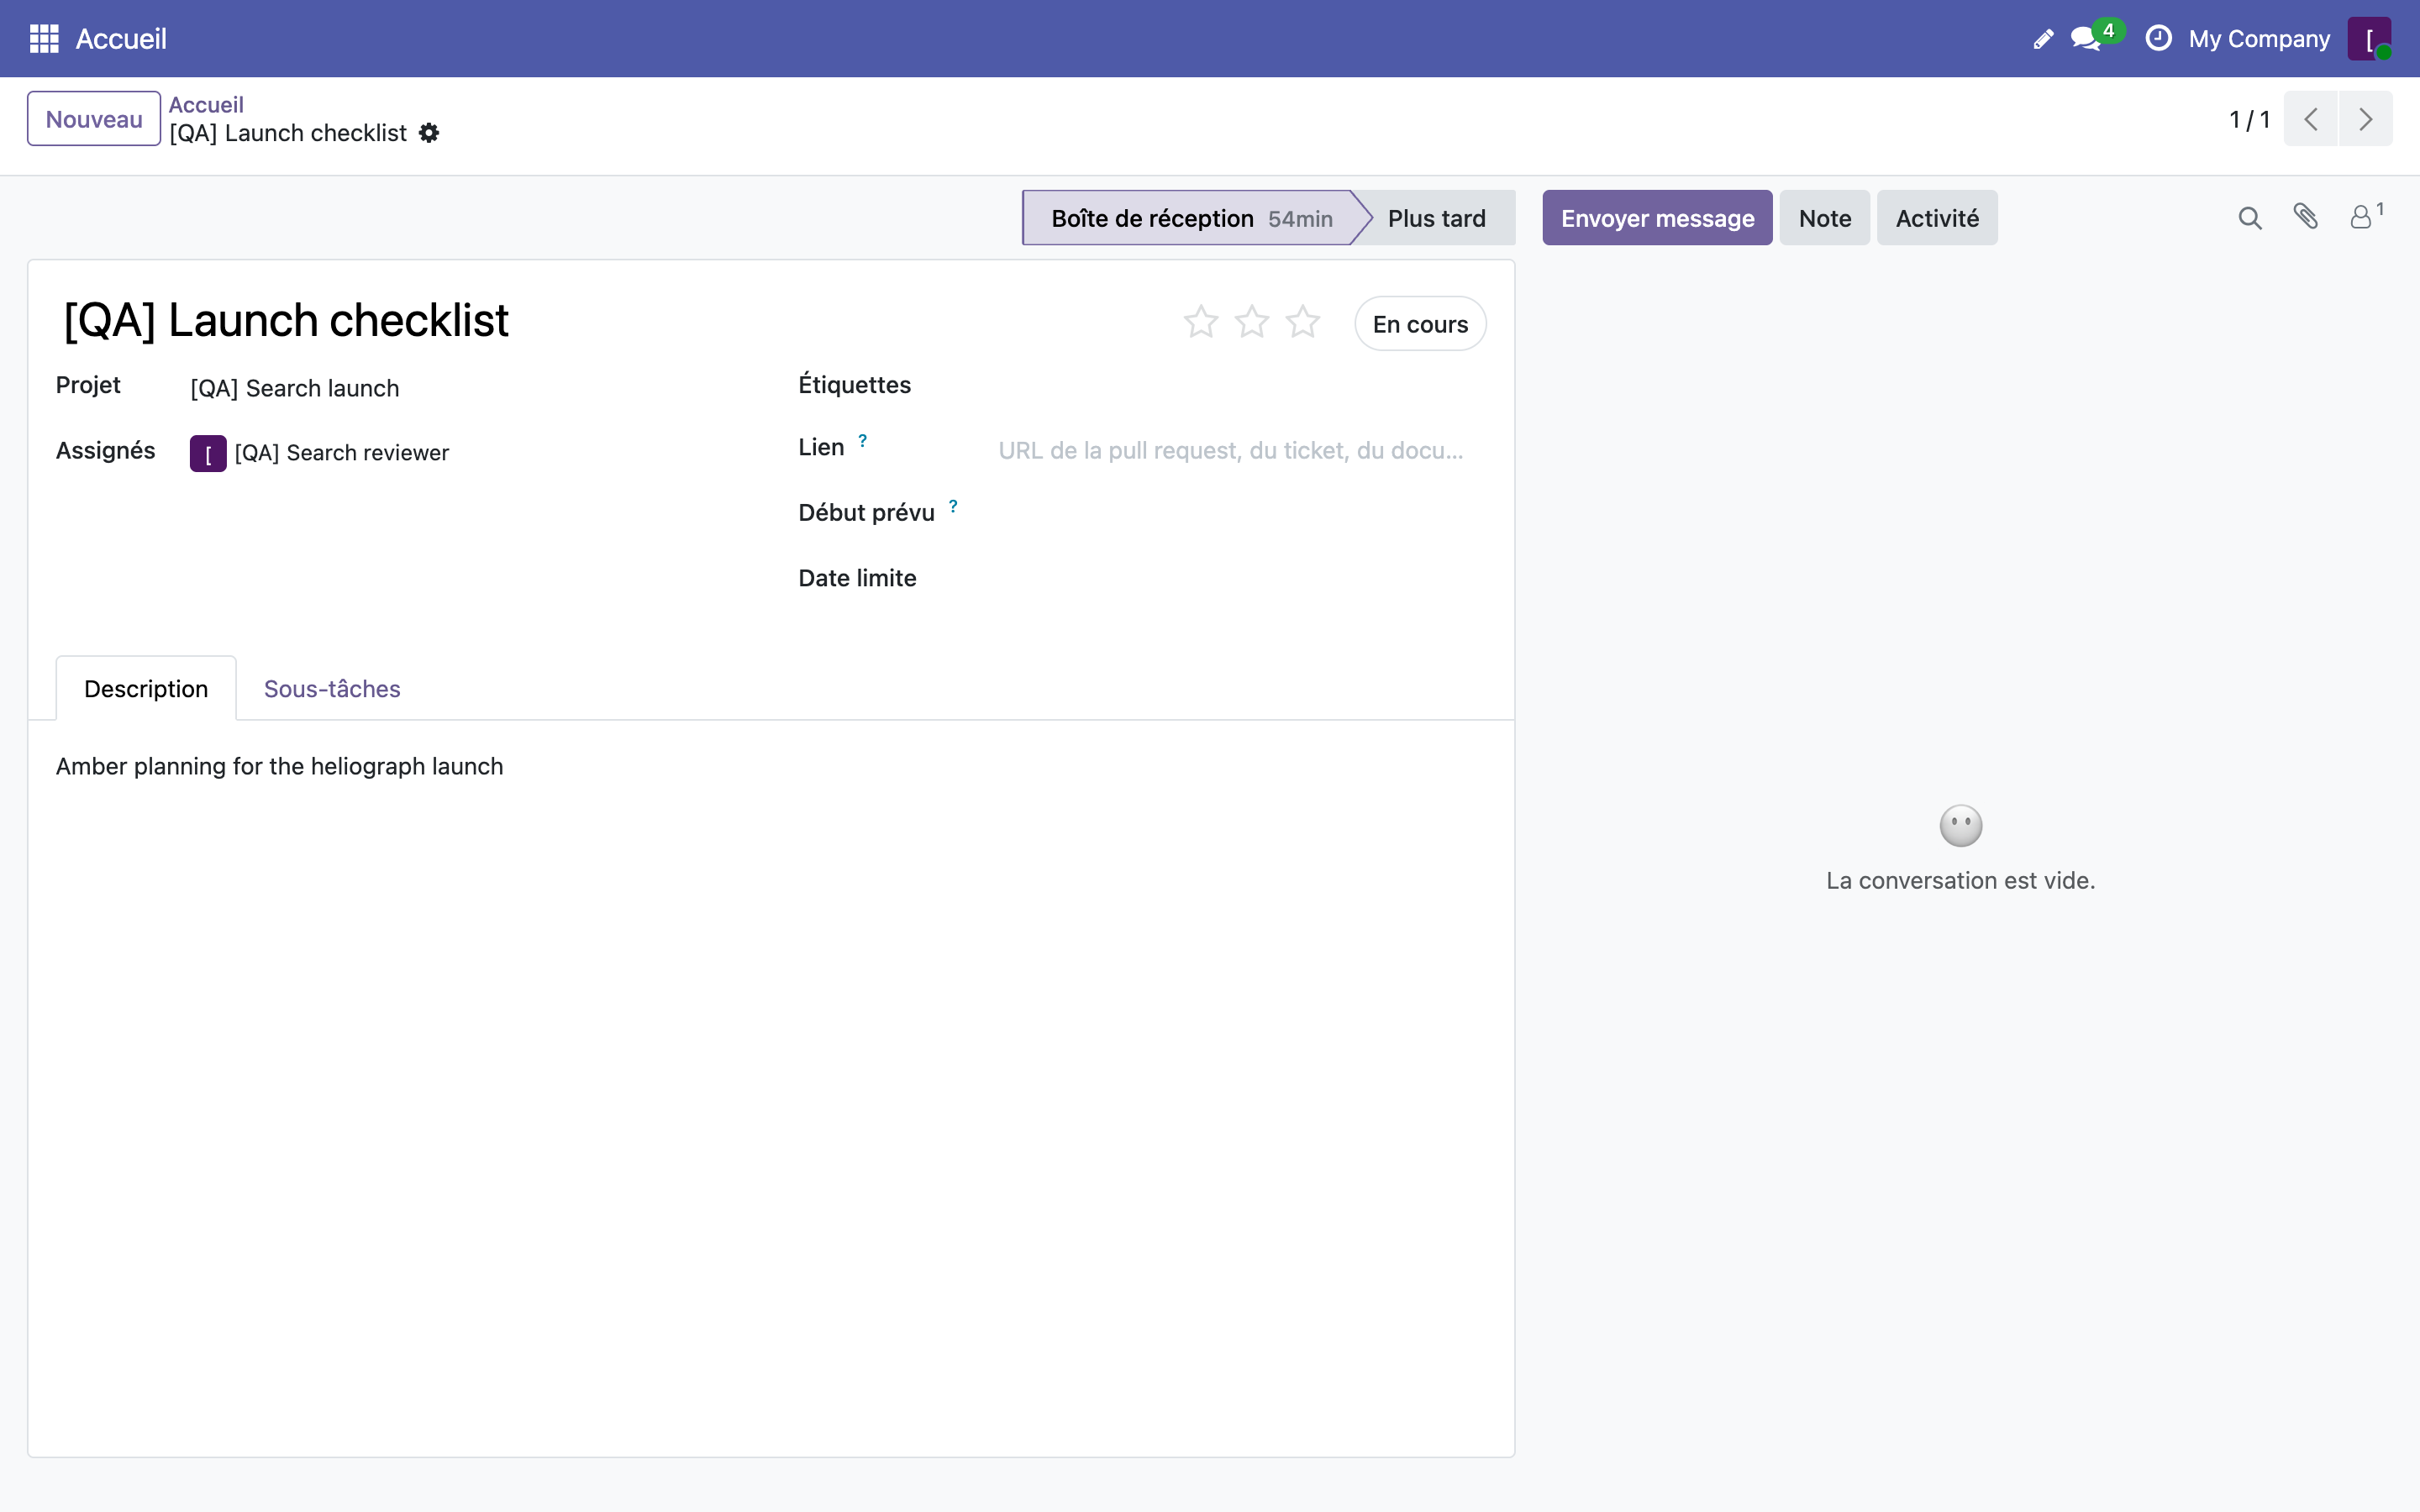 Accueil
4
My Company
[
Nouveau
Accueil
[QA] Launch checklist
1 / 1
Boîte de réception 54min
Plus tard
Envoyer message
Note
Activité
1
[QA] Launch checklist
En cours
Projet
[QA] Search launch
Assignés
[ [QA] Search reviewer
Étiquettes
Lien ?
URL de la pull request, du ticket, du docu...
Début prévu ?
Date limite
Description
Sous-tâches
Amber planning for the heliograph launch
La conversation est vide.